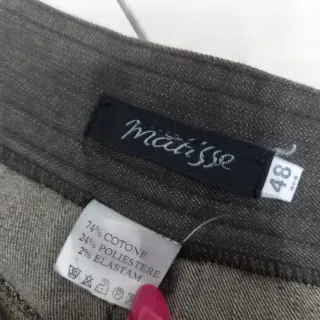 matisse
48
74% COTONE
24% POLIESTERE
2% ELASTAM